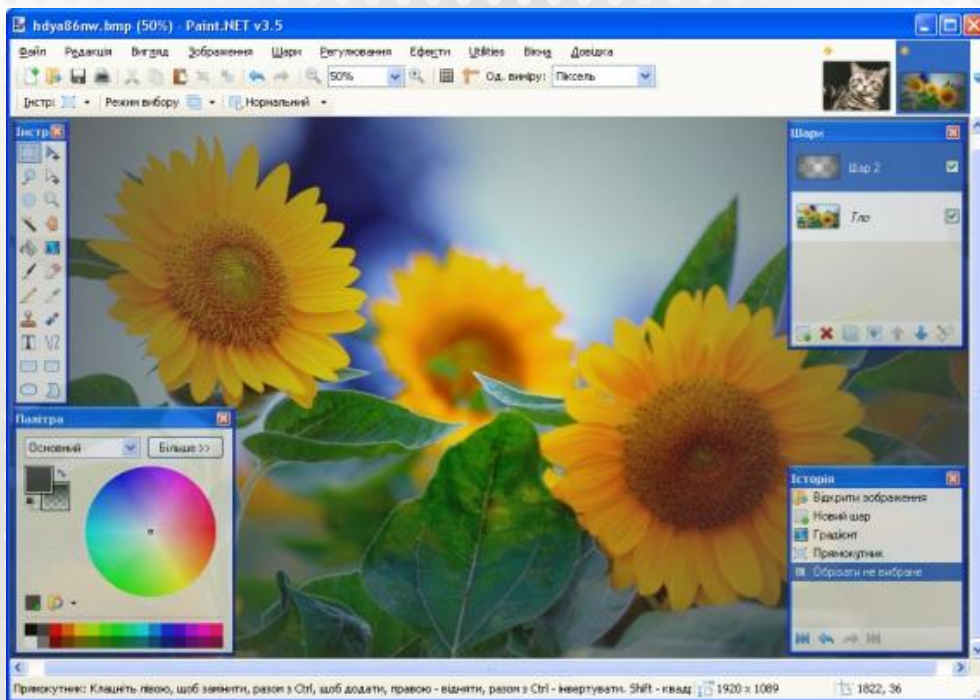 hdya86nw.bmp (50%) - Paint.NET v3.5
Файл Редакція Вигляд Зображення Шари Регулювання Ефекти Utilities Вікна Довідка
50% Од. виміру: Піксель
Інстр: Режим вибору Нормальний
Інстр
Шари
Шар 2
Тло
Палітра
Основний Більше >>
Історія
Відкрити зображення
Новий шар
Градієнт
Прямокутник
Обрізати не вибране
Прямокутник: Клацніть лівою, щоб замінити, разом з Ctrl, щоб додати, правою - відняти, разом з Ctrl - інвертувати. Shift - квад 1920 x 1089 1822, 36